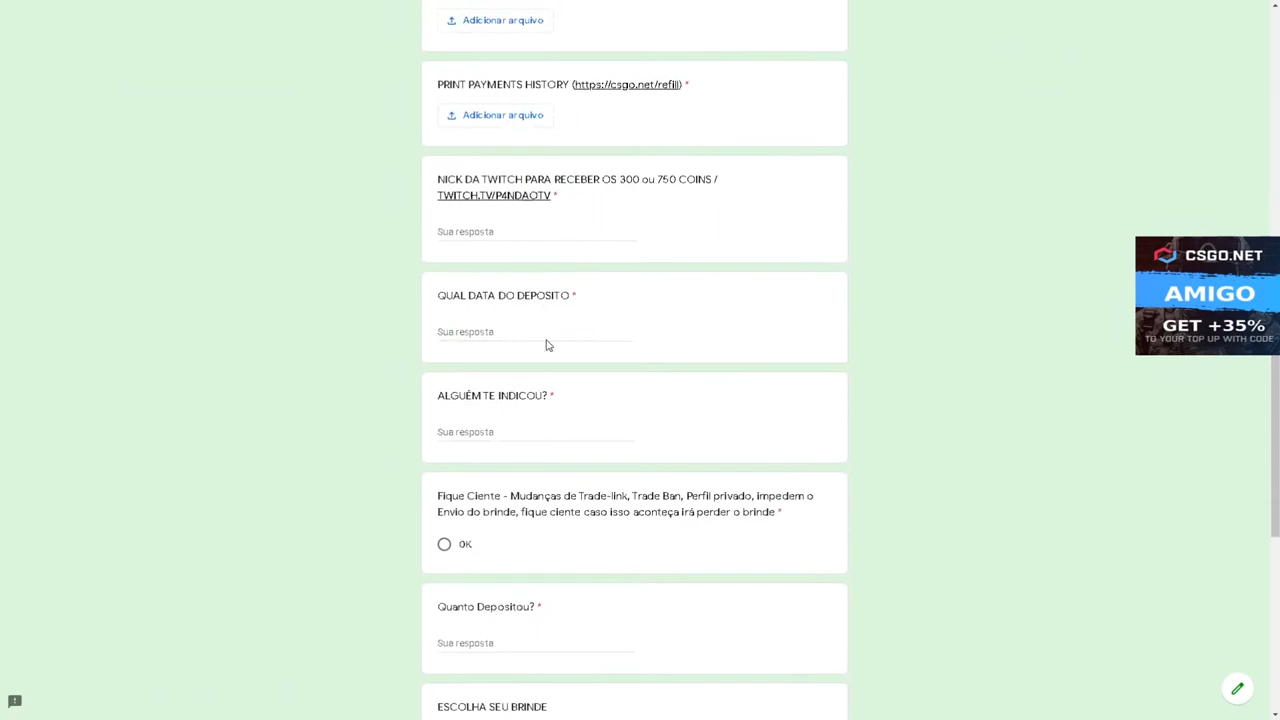 Adicionar arquivo
PRINT PAYMENTS HISTORY (https://csgo.net/refill) *
Adicionar arquivo
NICK DA TWITCH PARA RECEBER OS 300 ou 750 COINS /
TWITCH.TV/P4NDAOTV *
Sua resposta
QUAL DATA DO DEPOSITO *
Sua resposta
ALGUÉM TE INDICOU? *
Sua resposta
Fique Ciente - Mudanças de Trade-link, Trade Ban, Perfil privado, impedem o
Envio do brinde, fique ciente caso isso aconteça irá perder o brinde *
OK
Quanto Depositou? *
Sua resposta
ESCOLHA SEU BRINDE
CSGO.NET
AMIGO
GET +35%
TO YOUR TOP UP WITH CODE